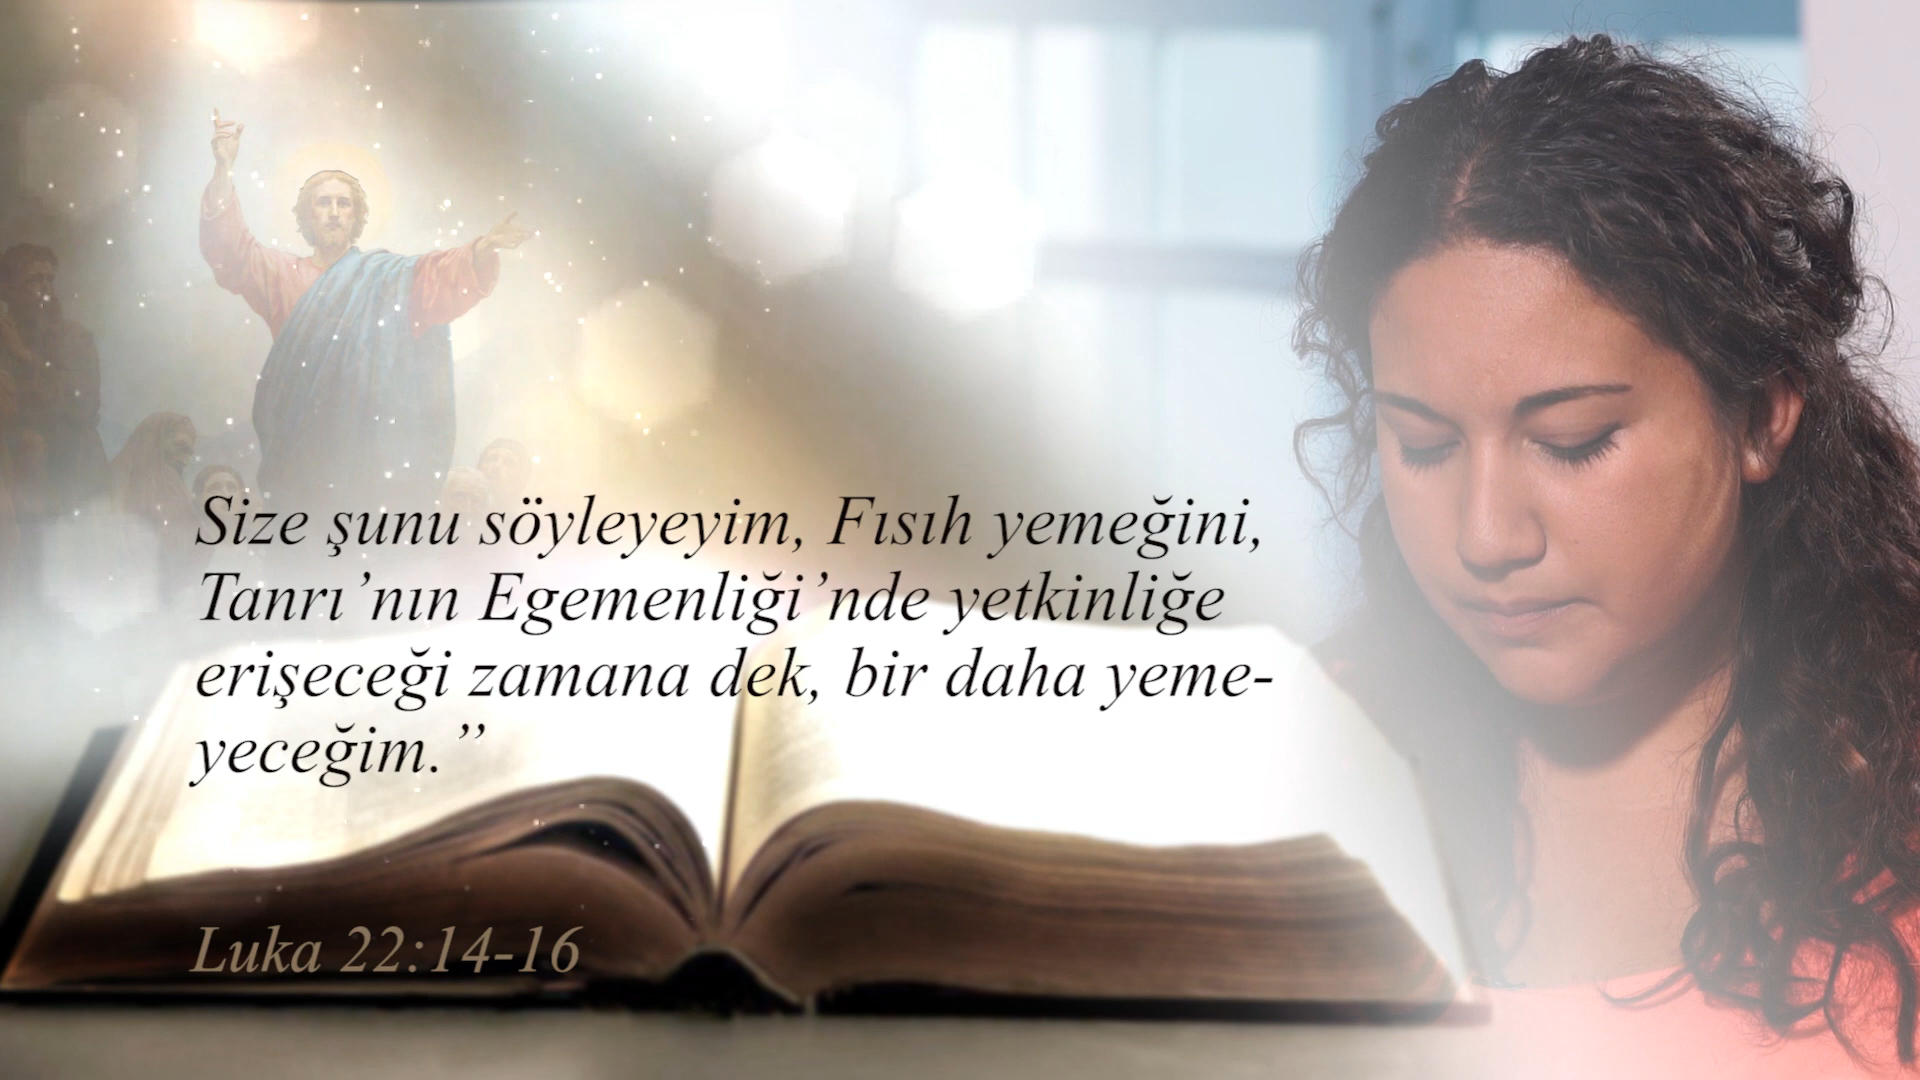 Size şunu söyleyeyim, Fısıh yemeğini,
Tanrı’nın Egemenliği’nde yetkinliğe
erişeceği zamana dek, bir daha yeme-
yeceğim.”
Luka 22:14-16